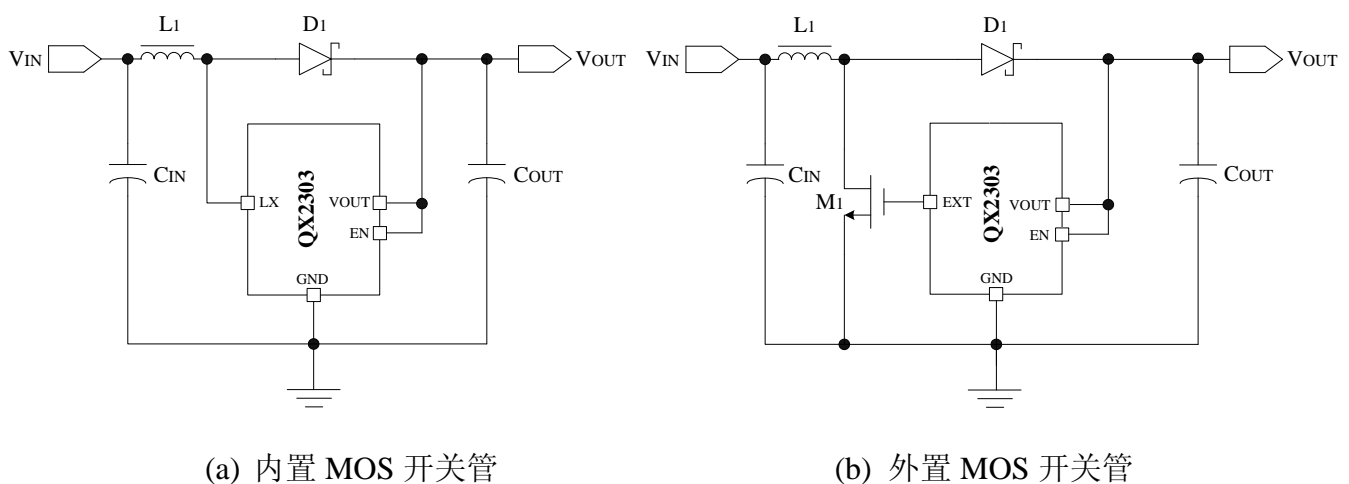 L1
D1
VIN
VOUT
CIN
COUT
LX
QX2303
VOUT
EN
GND
(a) 内置 MOS 开关管
L1
D1
VIN
VOUT
CIN
COUT
M1
EXT
QX2303
VOUT
EN
GND
(b) 外置 MOS 开关管